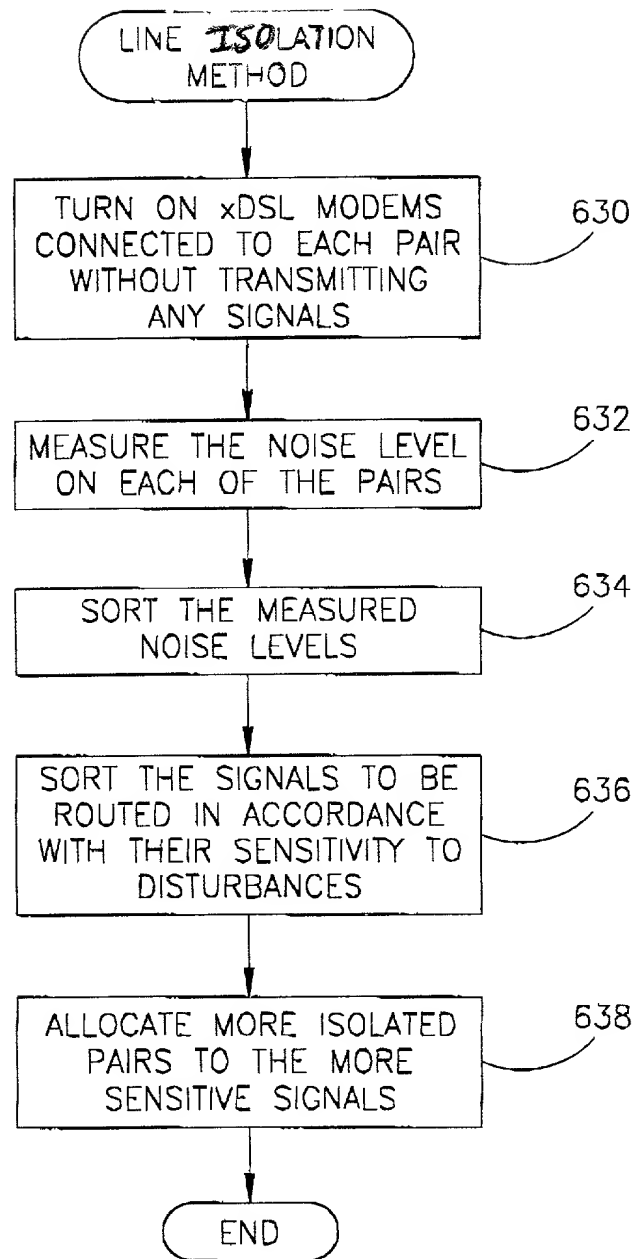 LINE ISOLATION
METHOD
TURN ON xDSL MODEMS
CONNECTED TO EACH PAIR
WITHOUT TRANSMITTING
ANY SIGNALS
630
MEASURE THE NOISE LEVEL
ON EACH OF THE PAIRS
632
SORT THE MEASURED
NOISE LEVELS
634
SORT THE SIGNALS TO BE
ROUTED IN ACCORDANCE
WITH THEIR SENSITIVITY TO
DISTURBANCES
636
ALLOCATE MORE ISOLATED
PAIRS TO THE MORE
SENSITIVE SIGNALS
638
END